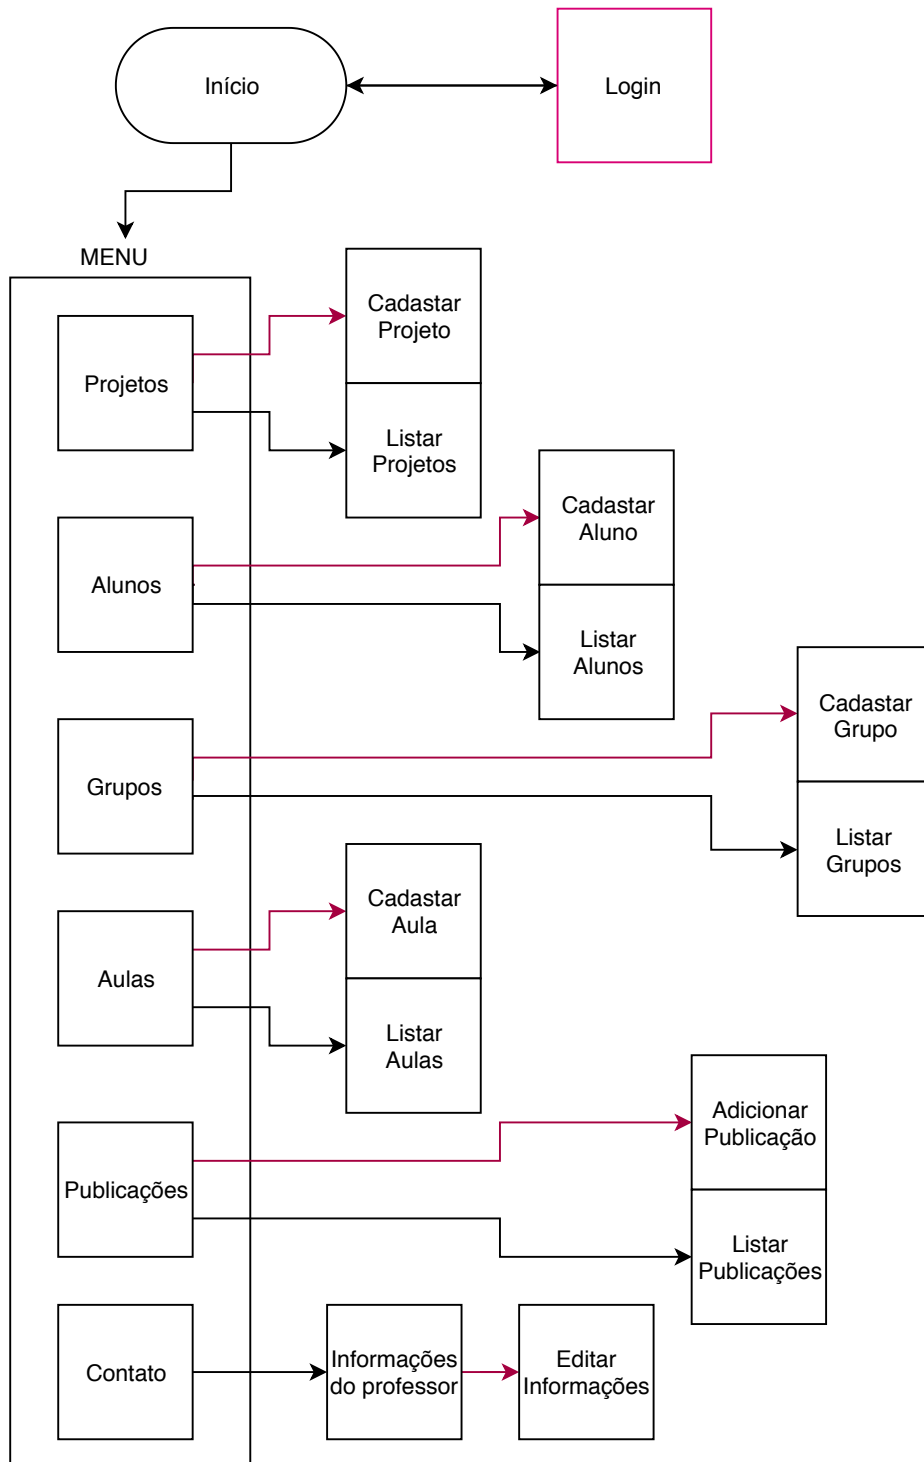 Início
Login
MENU
Projetos
Cadastar
Projeto
Listar
Projetos
Alunos
Cadastar
Aluno
Listar
Alunos
Grupos
Cadastar
Grupo
Listar
Grupos
Aulas
Cadastar
Aula
Listar
Aulas
Publicações
Adicionar
Publicação
Listar
Publicações
Contato
Informações
do professor
Editar
Informações